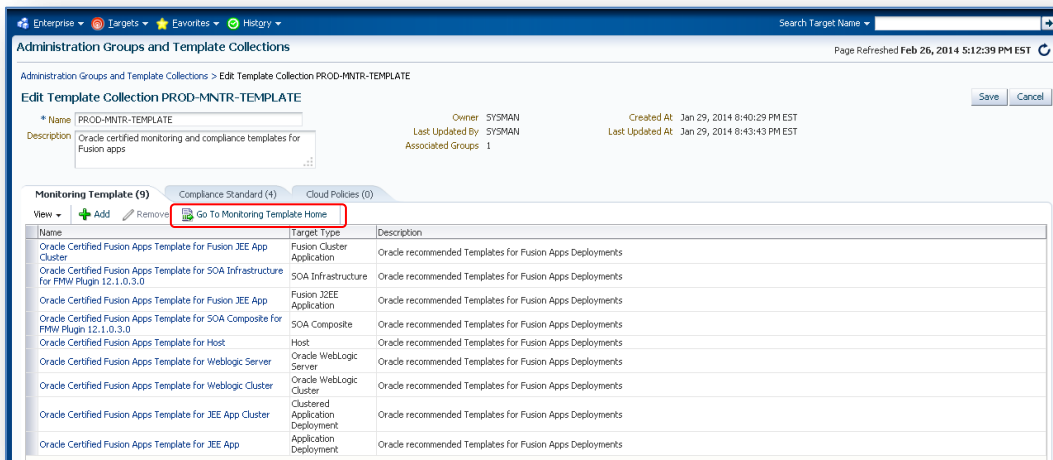 Enterprise Targets Favorites History Search Target Name
Administration Groups and Template Collections Page Refreshed Feb 26, 2014 5:12:39 PM EST
Administration Groups and Template Collections > Edit Template Collection PROD-MNTR-TEMPLATE
Edit Template Collection PROD-MNTR-TEMPLATE Save Cancel
* Name PROD-MNTR-TEMPLATE Owner SYSMAN Created At Jan 29, 2014 8:40:29 PM EST
Description Oracle certified monitoring and compliance templates for Last Updated By SYSMAN Last Updated At Jan 29, 2014 8:43:43 PM EST
Fusion apps Associated Groups 1
Monitoring Template (9) Compliance Standard (4) Cloud Policies (0)
View Add Remove Go To Monitoring Template Home
Name Target Type Description
Oracle Certified Fusion Apps Template for Fusion JEE App Cluster Fusion Cluster Application Oracle recommended Templates for Fusion Apps Deployments
Oracle Certified Fusion Apps Template for SOA Infrastructure for FMW Plugin 12.1.0.3.0 SOA Infrastructure Oracle recommended Templates for Fusion Apps Deployments
Oracle Certified Fusion Apps Template for Fusion JEE App Fusion J2EE Application Oracle recommended Templates for Fusion Apps Deployments
Oracle Certified Fusion Apps Template for SOA Composite for FMW Plugin 12.1.0.3.0 SOA Composite Oracle recommended Templates for Fusion Apps Deployments
Oracle Certified Fusion Apps Template for Host Host Oracle recommended Templates for Fusion Apps Deployments
Oracle Certified Fusion Apps Template for Weblogic Server Oracle WebLogic Server Oracle recommended Templates for Fusion Apps Deployments
Oracle Certified Fusion Apps Template for Weblogic Cluster Oracle WebLogic Cluster Oracle recommended Templates for Fusion Apps Deployments
Oracle Certified Fusion Apps Template for JEE App Cluster Clustered Application Deployment Oracle recommended Templates for Fusion Apps Deployments
Oracle Certified Fusion Apps Template for JEE App Application Deployment Oracle recommended Templates for Fusion Apps Deployments